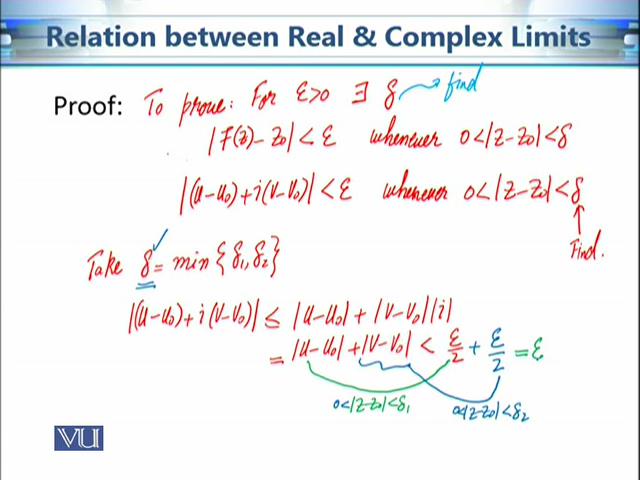 Relation between Real & Complex Limits
Proof: To prove: For ε>0 ∃ δ → find
|F(z)-z₀|<ε whenever 0<|z-z₀|<δ
|(u-u₀)+i(v-v₀)|<ε whenever 0<|z-z₀|<δ
Find.
Take δ = min{δ₁,δ₂}
|(u-u₀)+i(v-v₀)| ≤ |u-u₀|+|v-v₀||i|
= |u-u₀|+|v-v₀| < ε/2 + ε/2 = ε
0<|z-z₀|<δ₁ 0<|z-z₀|<δ₂
VU